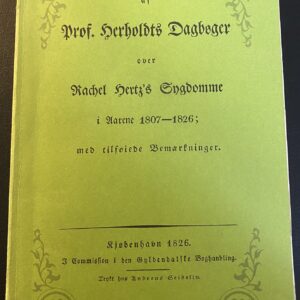 af
Prof. Herholdts Dagbøger
over
Rachel Hertz's Sygdomme
i Aarene 1807—1826;
med tilføiede Bemærkninger.
Kjøbenhavn 1826.
I Commission i den Gyldendalske Boghandling.
Trykt hos Andreas Seidelin.